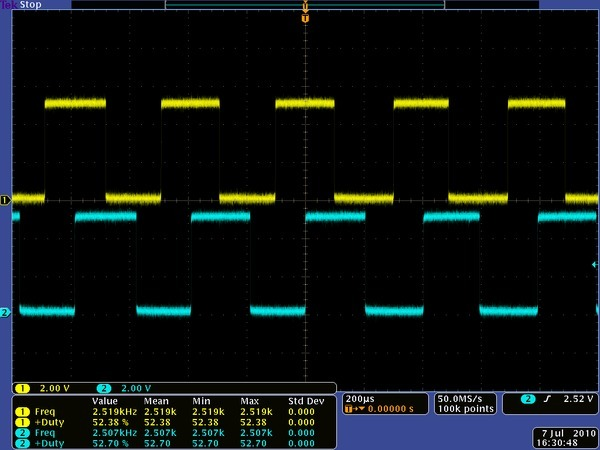 Tek Stop
T
1
2
1 2.00 V 2 2.00 V
Value Mean Min Max Std Dev
1 Freq 2.519kHz 2.519k 2.519k 2.519k 0.000
1 +Duty 52.38 % 52.38 52.38 52.38 0.000
2 Freq 2.507kHz 2.507k 2.507k 2.507k 0.000
2 +Duty 52.70 % 52.70 52.70 52.70 0.000
200µs
T→▼ 0.00000 s
50.0MS/s
100k points
2 2.52 V
7 Jul 2010
16:30:48